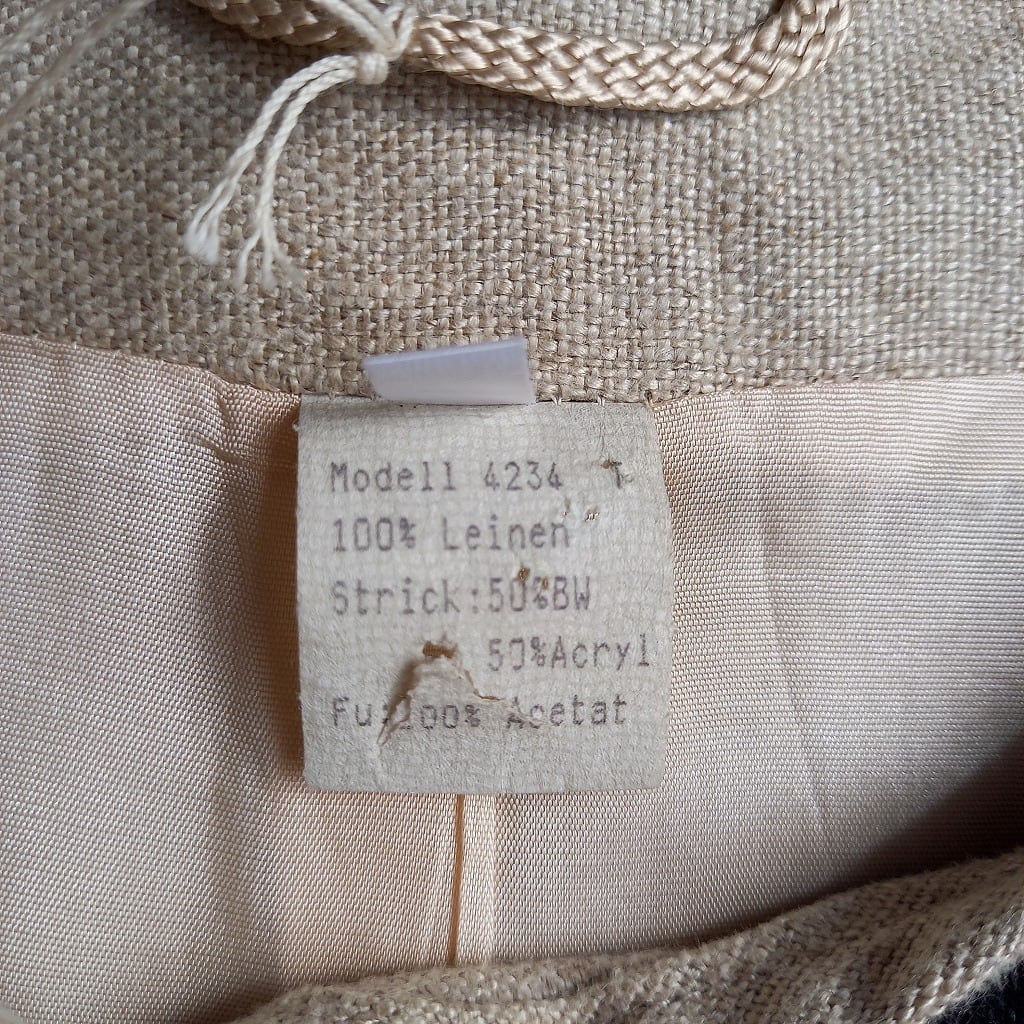 Modell 4234 T
100% Leinen
Strick:50%BW
50%Acryl
Fu:100% Acetat